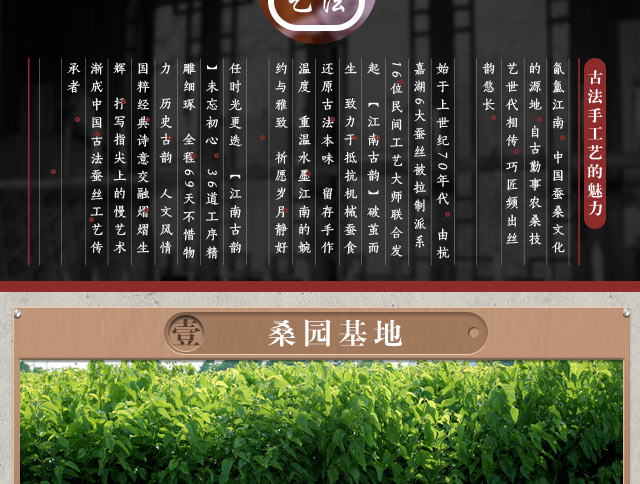 艺法
古法手工艺的魅力
氤氲江南 中国蚕桑文化
的源地 自古勤事农桑技
艺世代相传 巧匠频出丝
韵悠长
始于上世纪70年代 由杭
嘉湖6大蚕丝被拉制派系
16位民间工艺大师联合发
起 【江南古韵】破茧而
生 致力于抵抗机械蚕食
还原古法本味 留存手作
温度 重温水墨江南的婉
约与雅致 祈愿岁月静好
任时光更迭 【江南古韵
】未忘初心 36道工序精
雕细琢 全程69天不惜物
力 历史古韵 人文风情
国粹经典诗意交融 熠熠生
辉 抒写指尖上的慢艺术
渐成中国古法蚕丝工艺传
承者
壹
桑园基地